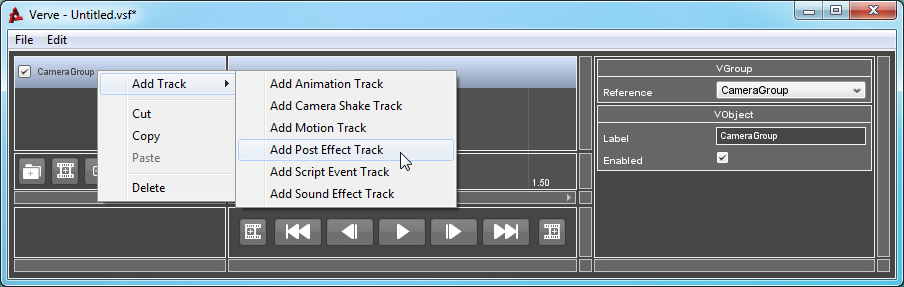 Verve - Untitled.vsf*
File Edit
CameraGroup
Add Track
Cut
Copy
Paste
Delete
Add Animation Track
Add Camera Shake Track
Add Motion Track
Add Post Effect Track
Add Script Event Track
Add Sound Effect Track
1.50
VGroup
Reference CameraGroup
VObject
Label CameraGroup
Enabled